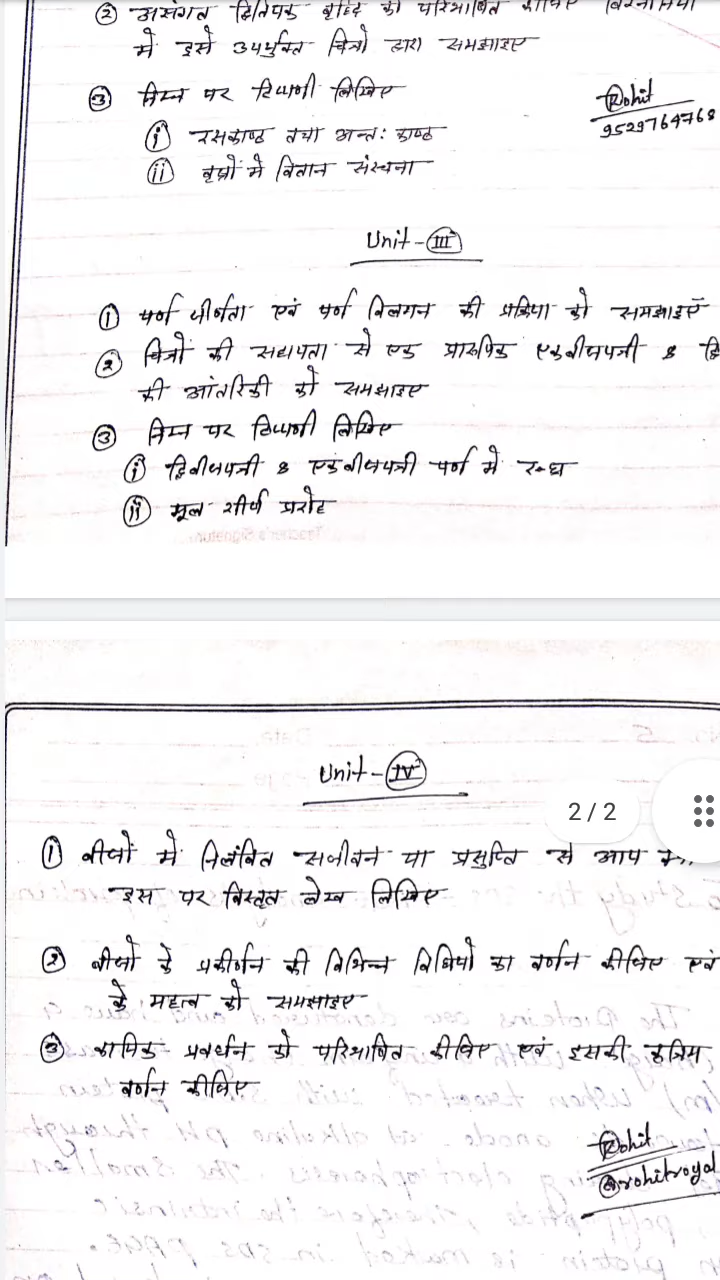 ② असंगत द्वितियक वृद्धि को परिभाषित कीजिए
में इसे उपर्युक्त चित्रो द्वारा समझाइए
③ निम्न पर टिप्पणी लिखिए
Rohit
9529764768
ⓘ रसकाष्ठ तथा अन्त: काष्ठ
ⓘⓘ वृक्षो में वितान संरचना
Unit-III
① पर्ण जीर्णता एवं पर्ण विलगन की प्रक्रिया को समझाइऐं
② चित्रों की सहायता से एक प्रारूपिक एकबीजपत्री & द्वि
की आंतरिकी को समझाइए
③ निम्न पर टिप्पणी लिखिए
ⓘ द्विबीजपत्री & एकबीजपत्री पर्ण में रन्ध्र
ⓘⓘ मूल शीर्ष प्ररोह
Unit-IV
2/2
① बीजों में निलंबित सजीवन या प्रसुप्ति से आप
इस पर विस्तृत लेख लिखिए
② बीजो के प्रकीर्णन की विभिन्न विधियो का वर्णन कीजिए एवं
के महत्व को समझाइए
③ कायिक प्रवर्धन को परिभाषित कीजिए एवं इसकी कृत्रिम
वर्णन कीजिए
Rohit
@rohitroyal